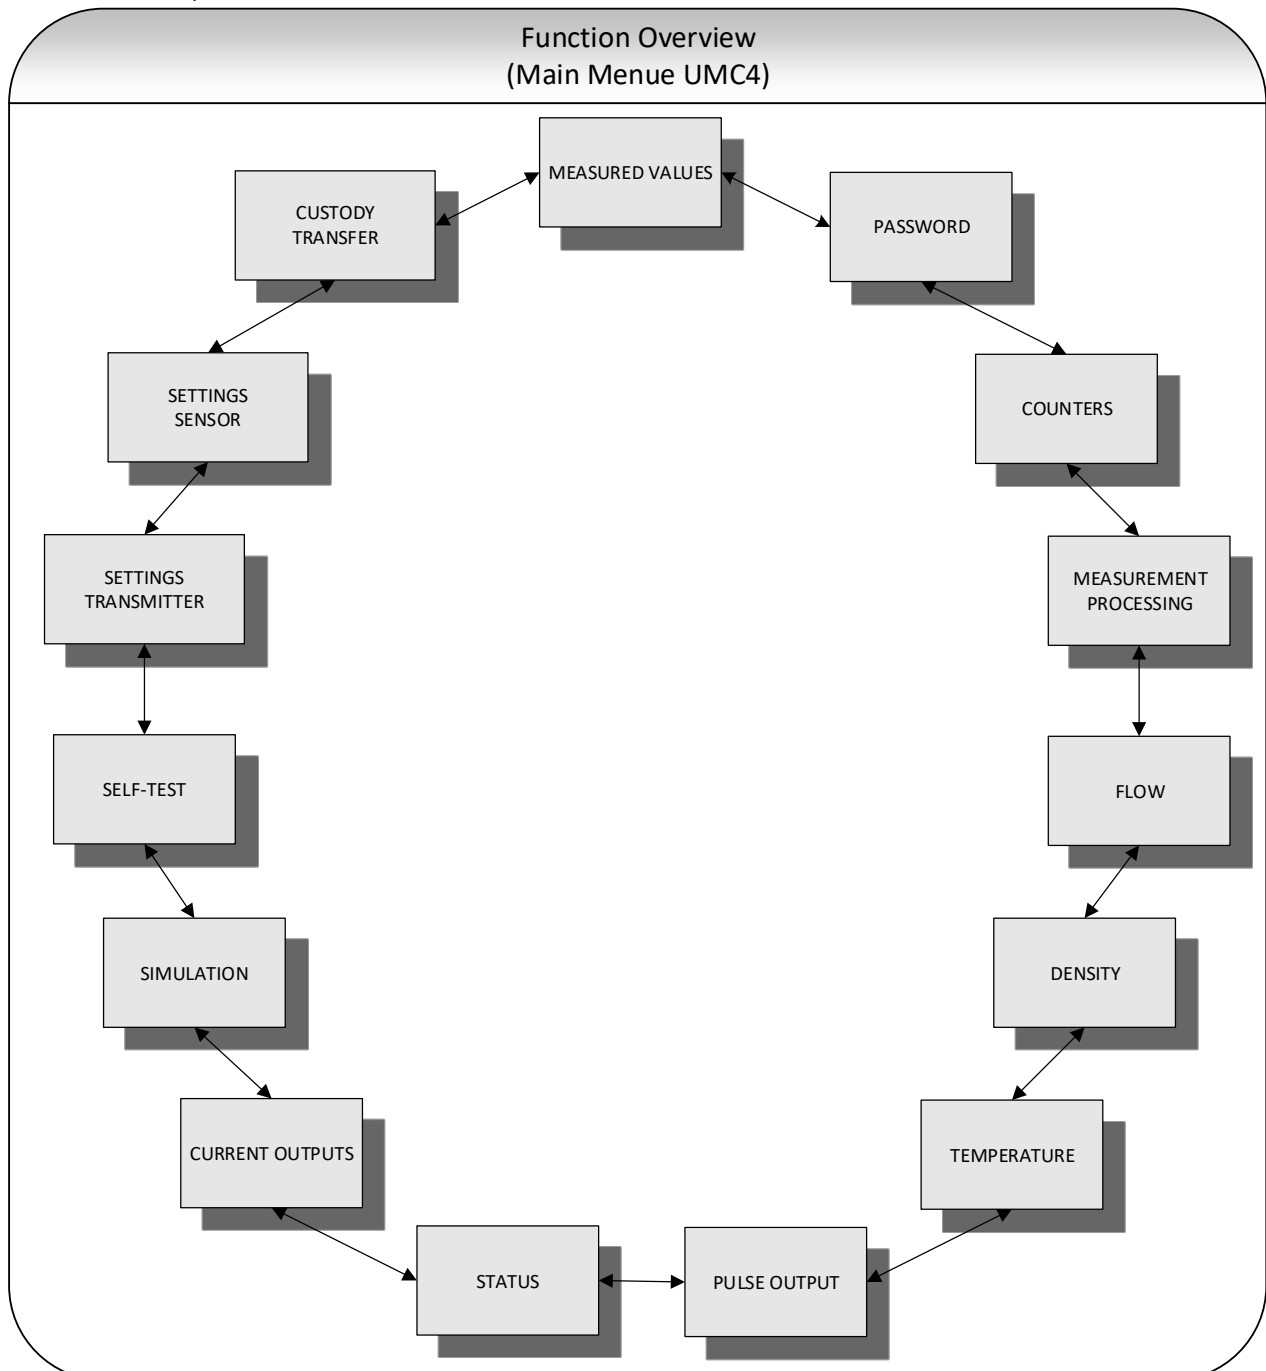 Function Overview
(Main Menue UMC4)
MEASURED VALUES
CUSTODY
TRANSFER
PASSWORD
SETTINGS
SENSOR
COUNTERS
SETTINGS
TRANSMITTER
MEASUREMENT
PROCESSING
SELF-TEST
FLOW
SIMULATION
DENSITY
CURRENT OUTPUTS
TEMPERATURE
STATUS
PULSE OUTPUT